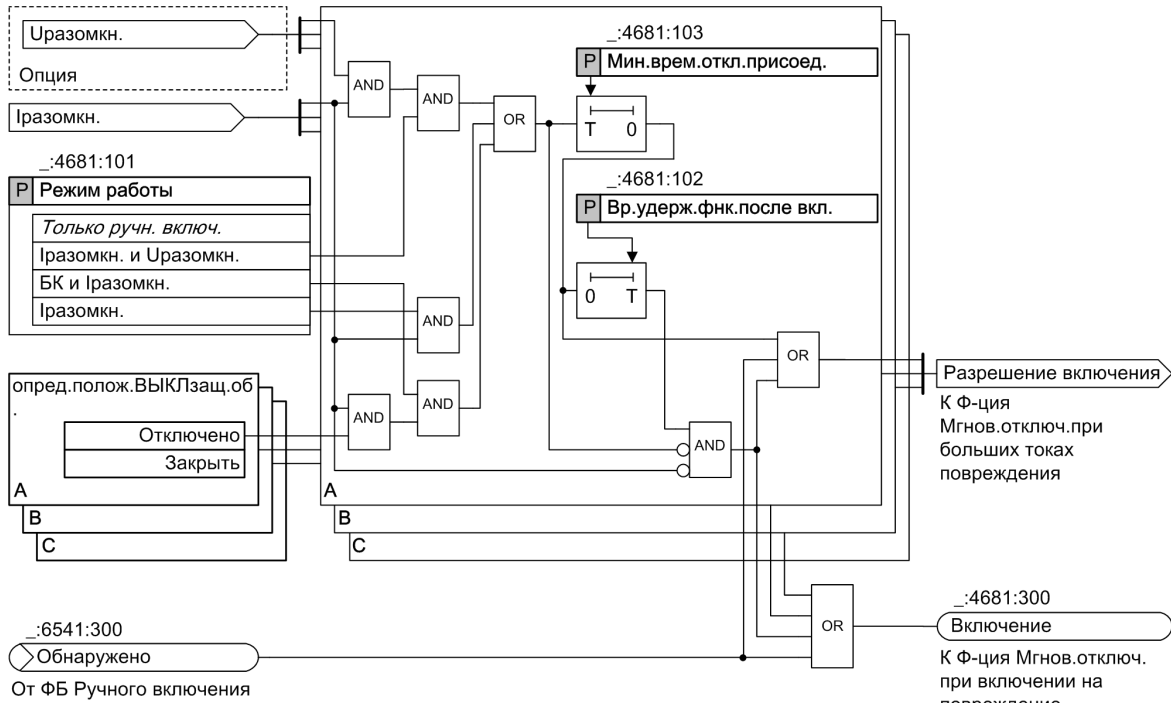 Uразомкн.
Опция
Iразомкн.
_:4681:101
P Режим работы
Только ручн. включ.
Iразомкн. и Uразомкн.
БК и Iразомкн.
Iразомкн.
опред.полож.ВЫКЛзащ.об
.
Отключено
Закрыть
A
B
C
_:6541:300
Обнаружено
От ФБ Ручного включения
AND
AND
OR
AND
AND
AND
_:4681:103
P Мин.врем.откл.присоед.
T 0
_:4681:102
P Вр.удерж.фнк.после вкл.
0 T
OR
AND
A
B
C
OR
Разрешение включения
К Ф-ция
Мгнов.отключ.при
больших токах
повреждения
_:4681:300
Включение
К Ф-ция Мгнов.отключ.
при включении на